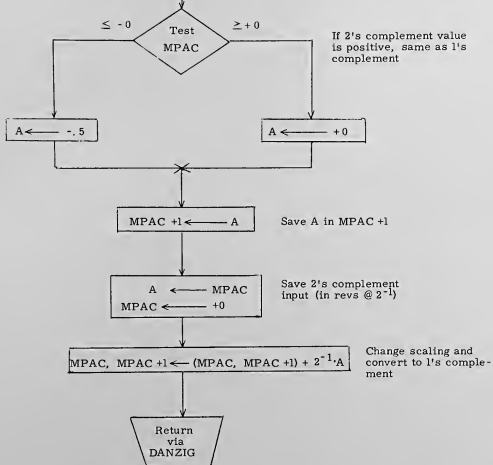 ≤ -0
Test
MPAC
≥ +0
If 2's complement value
is positive, same as 1's
complement
A ← -.5
A ← +0
MPAC +1 ← A
Save A in MPAC +1
A ← MPAC
MPAC ← +0
Save 2's complement
input (in revs @ 2⁻¹)
MPAC, MPAC +1 ← (MPAC, MPAC +1) + 2⁻¹·A
Change scaling and
convert to 1's comple-
ment
Return
via
DANZIG